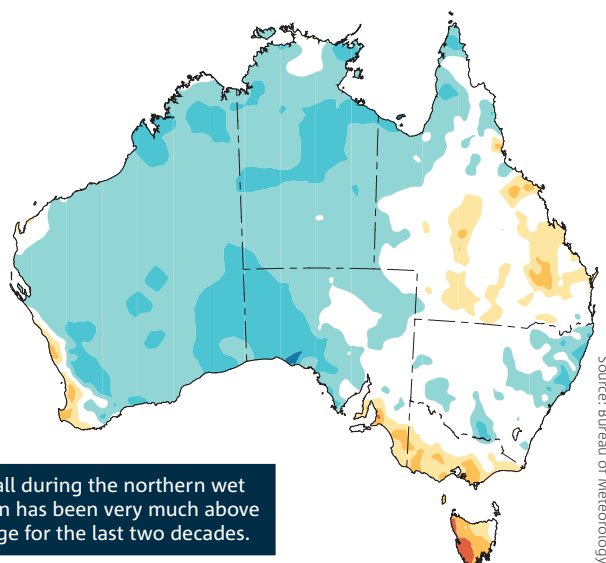 all during the northern wet
n has been very much above
ge for the last two decades.
Source: Bureau of Meteorology